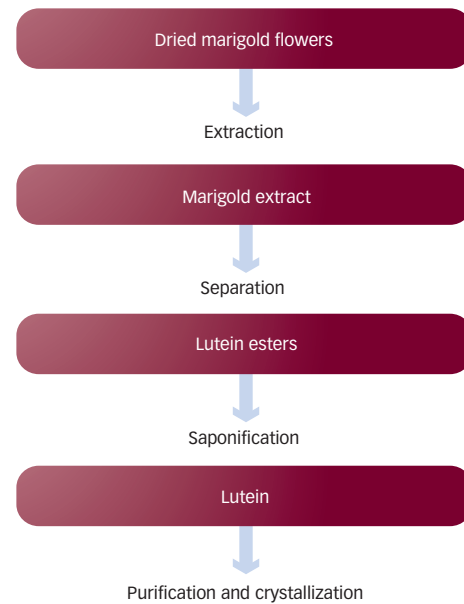 Dried marigold flowers
Extraction
Marigold extract
Separation
Lutein esters
Saponification
Lutein
Purification and crystallization